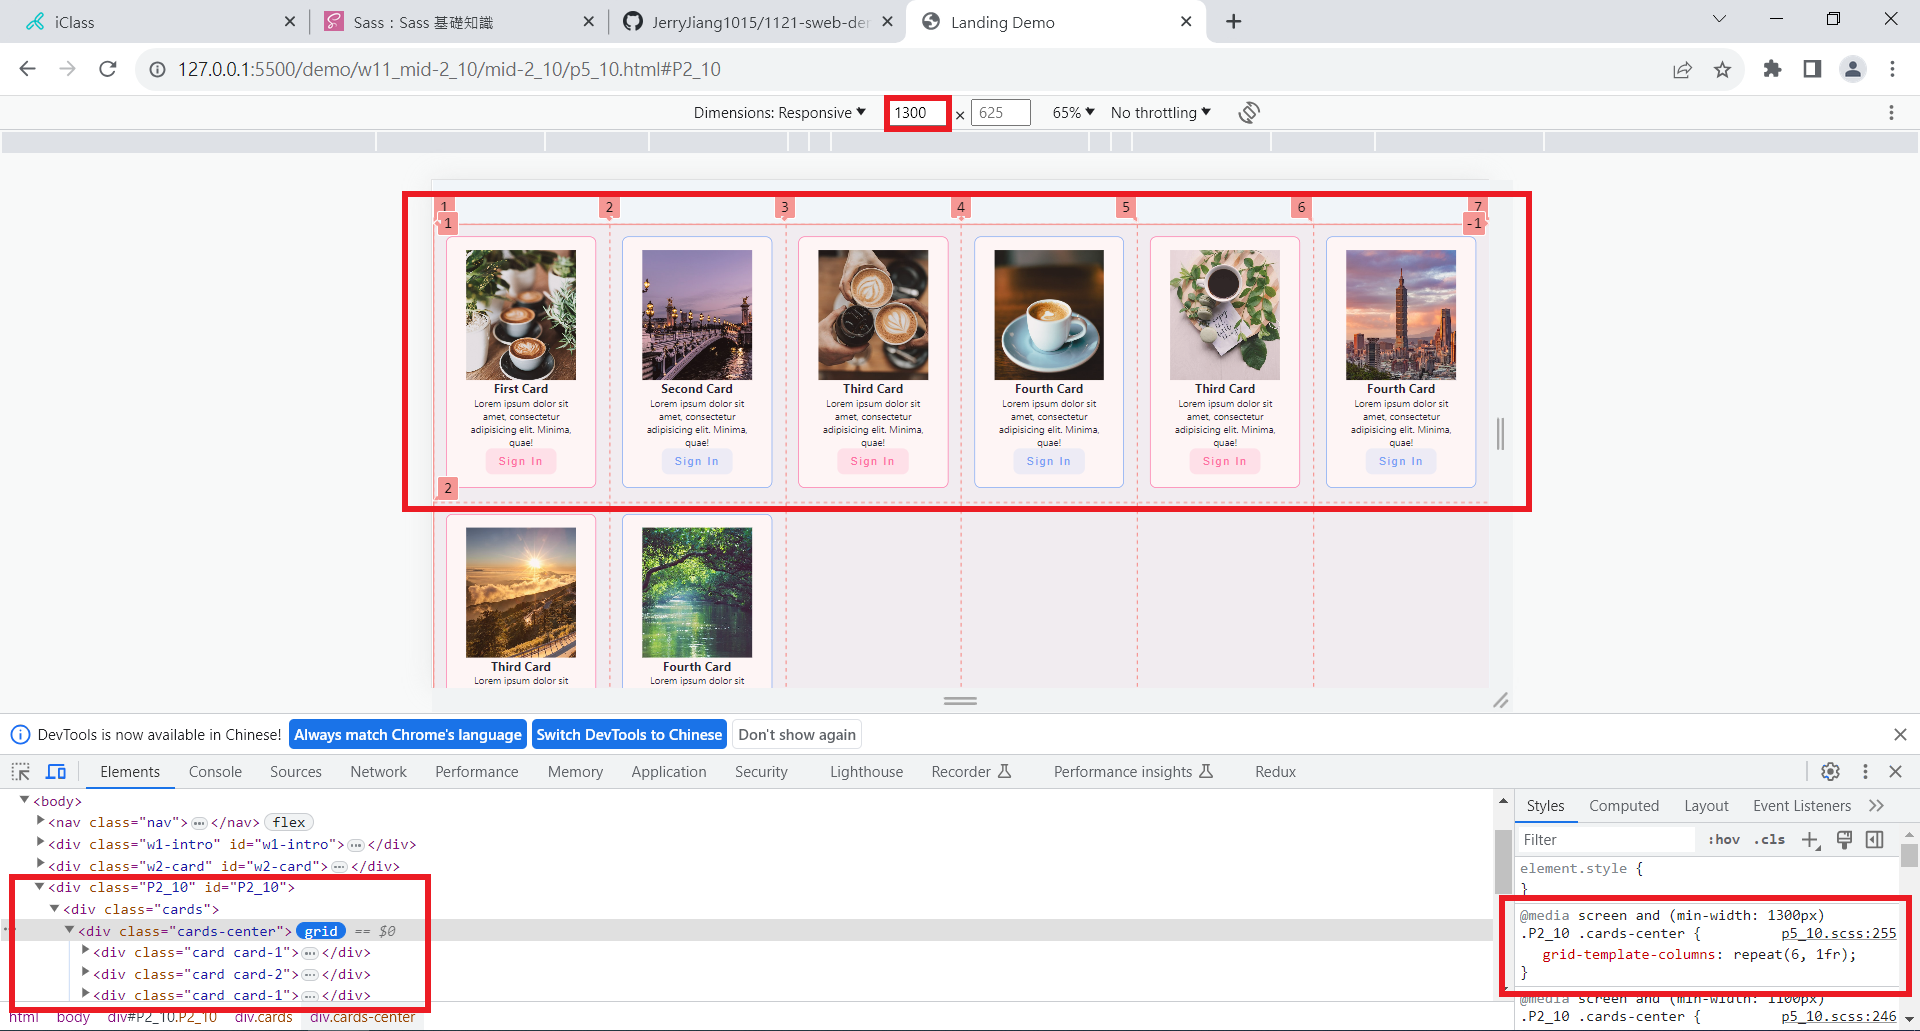 iClass
Sass：Sass 基礎知識
JerryJiang1015/1121-sweb-der
Landing Demo
127.0.0.1:5500/demo/w11_mid-2_10/mid-2_10/p5_10.html#P2_10
Dimensions: Responsive 1300 × 625 65% No throttling
1 2 3 4 5 6 7
1 -1
First Card
Lorem ipsum dolor sit
amet, consectetur
adipisicing elit. Minima,
quae!
Sign In
Second Card
Lorem ipsum dolor sit
amet, consectetur
adipisicing elit. Minima,
quae!
Sign In
Third Card
Lorem ipsum dolor sit
amet, consectetur
adipisicing elit. Minima,
quae!
Sign In
Fourth Card
Lorem ipsum dolor sit
amet, consectetur
adipisicing elit. Minima,
quae!
Sign In
Third Card
Lorem ipsum dolor sit
amet, consectetur
adipisicing elit. Minima,
quae!
Sign In
Fourth Card
Lorem ipsum dolor sit
amet, consectetur
adipisicing elit. Minima,
quae!
Sign In
2
Third Card
Lorem ipsum dolor sit
Fourth Card
Lorem ipsum dolor sit
DevTools is now available in Chinese! Always match Chrome's language Switch DevTools to Chinese Don't show again
Elements Console Sources Network Performance Memory Application Security Lighthouse Recorder Performance insights Redux
<body>
<nav class="nav"> ... </nav> flex
<div class="w1-intro" id="w1-intro"> ... </div>
<div class="w2-card" id="w2-card"> ... </div>
<div class="P2_10" id="P2_10">
<div class="cards">
<div class="cards-center"> grid == $0
<div class="card card-1"> ... </div>
<div class="card card-2"> ... </div>
<div class="card card-1"> ... </div>
html body div#P2_10.P2_10 div.cards div.cards-center
Styles Computed Layout Event Listeners
Filter :hov .cls
element.style {
}
@media screen and (min-width: 1300px)
.P2_10 .cards-center { p5_10.scss:255
grid-template-columns: repeat(6, 1fr);
}
@media screen and (min-width: 1100px)
.P2_10 .cards-center { p5_10.scss:246